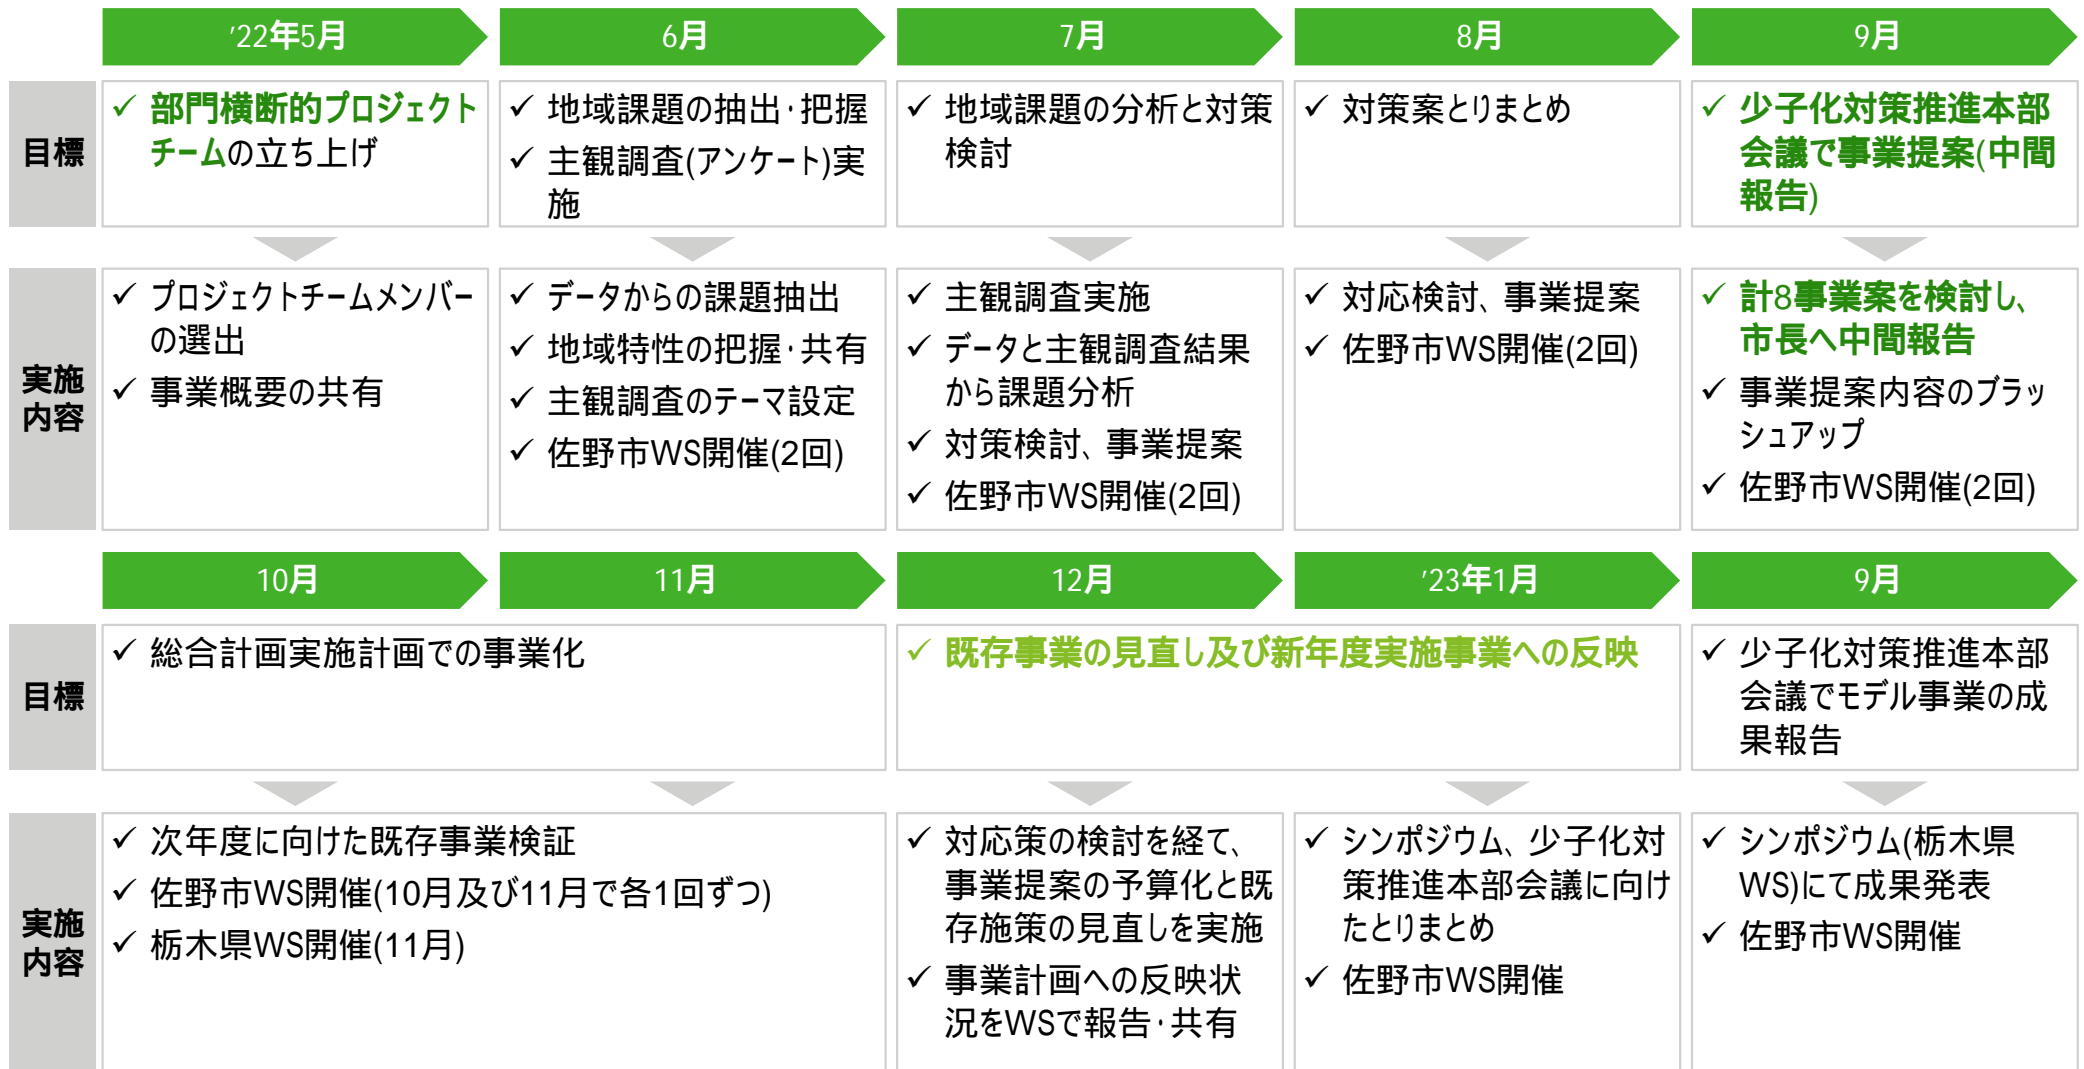 '22年5月
6月
7月
8月
9月
目標
✓ 部門横断的プロジェクト
チームの立ち上げ
✓ 地域課題の抽出・把握
✓ 主観調査(アンケート)実
施
✓ 地域課題の分析と対策
検討
✓ 対策案とりまとめ
✓ 少子化対策推進本部
会議で事業提案(中間
報告)
実施
内容
✓ プロジェクトチームメンバー
の選出
✓ 事業概要の共有
✓ データからの課題抽出
✓ 地域特性の把握・共有
✓ 主観調査のテーマ設定
✓ 佐野市WS開催(2回)
✓ 主観調査実施
✓ データと主観調査結果
から課題分析
✓ 対策検討、事業提案
✓ 佐野市WS開催(2回)
✓ 対応検討、事業提案
✓ 佐野市WS開催(2回)
✓ 計8事業案を検討し、
市長へ中間報告
✓ 事業提案内容のブラッ
シュアップ
✓ 佐野市WS開催(2回)
10月
11月
12月
'23年1月
9月
目標
✓ 総合計画実施計画での事業化
✓ 既存事業の見直し及び新年度実施事業への反映
✓ 少子化対策推進本部
会議でモデル事業の成
果報告
実施
内容
✓ 次年度に向けた既存事業検証
✓ 佐野市WS開催(10月及び11月で各1回ずつ)
✓ 栃木県WS開催(11月)
✓ 対応策の検討を経て、
事業提案の予算化と既
存施策の見直しを実施
✓ 事業計画への反映状
況をWSで報告・共有
✓ シンポジウム、少子化対
策推進本部会議に向け
たとりまとめ
✓ 佐野市WS開催
✓ シンポジウム(栃木県
WS)にて成果発表
✓ 佐野市WS開催